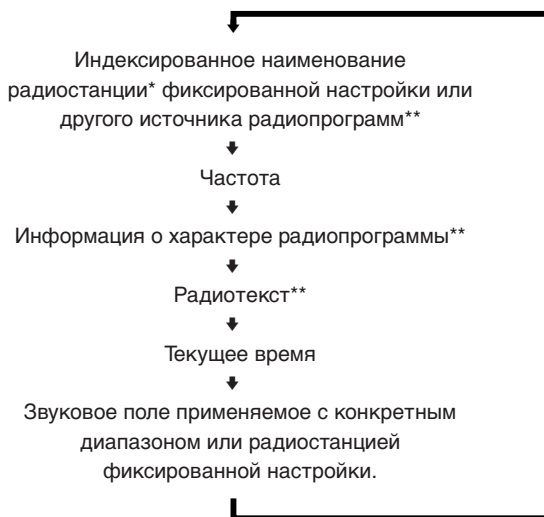 Индексированное наименование
радиостанции* фиксированной настройки или
другого источника радиопрограмм**
Частота
Информация о характере радиопрограммы**
Радиотекст**
Текущее время
Звуковое поле применяемое с конкретным
диапазоном или радиостанцией
фиксированной настройки.